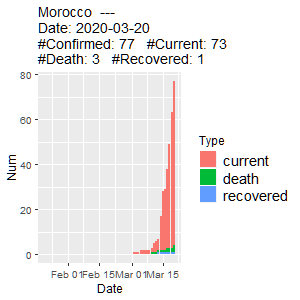 Morocco  ---
Date: 2020-03-20
#Confirmed: 77   #Current: 73
#Death: 3   #Recovered: 1
80
60
40
20
0
Num
Feb 01 Feb 15 Mar 01 Mar 15
Date
Type
current
death
recovered